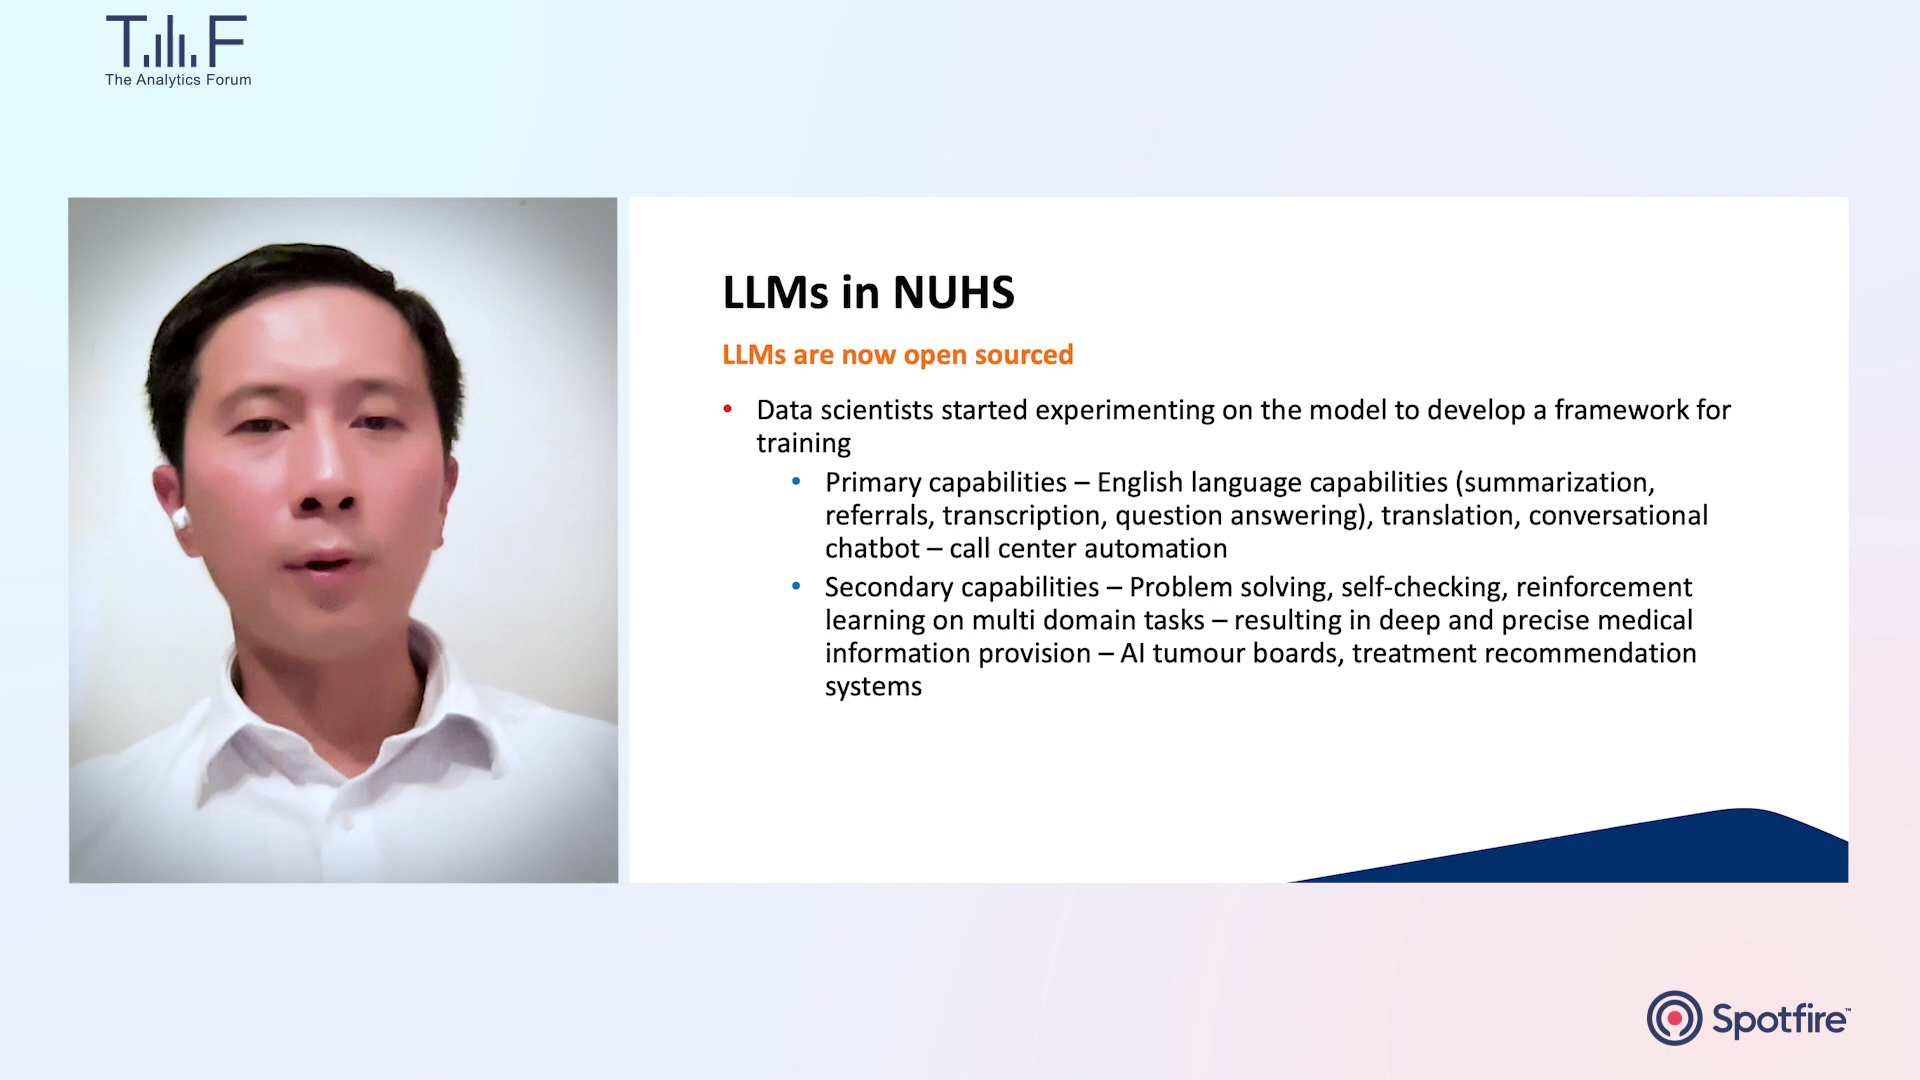 T F
The Analytics Forum
LLMs in NUHS
LLMs are now open sourced
• Data scientists started experimenting on the model to develop a framework for
training
• Primary capabilities – English language capabilities (summarization,
referrals, transcription, question answering), translation, conversational
chatbot – call center automation
• Secondary capabilities – Problem solving, self-checking, reinforcement
learning on multi domain tasks – resulting in deep and precise medical
information provision – AI tumour boards, treatment recommendation
systems
Spotfire™